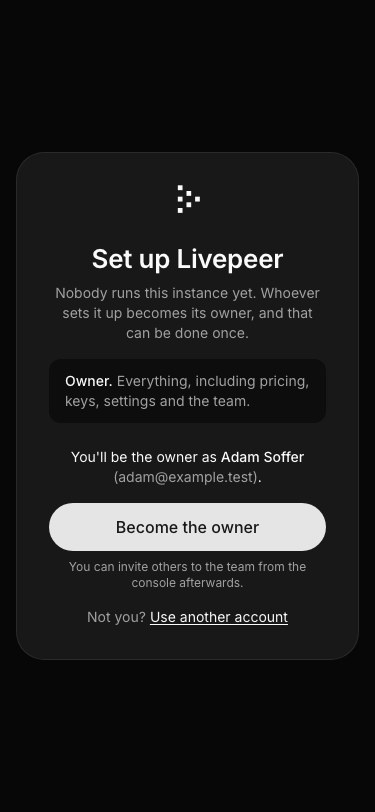 Set up Livepeer
Nobody runs this instance yet. Whoever
sets it up becomes its owner, and that
can be done once.
Owner. Everything, including pricing,
keys, settings and the team.
You'll be the owner as Adam Soffer
(adam@example.test).
Become the owner
You can invite others to the team from the
console afterwards.
Not you? Use another account